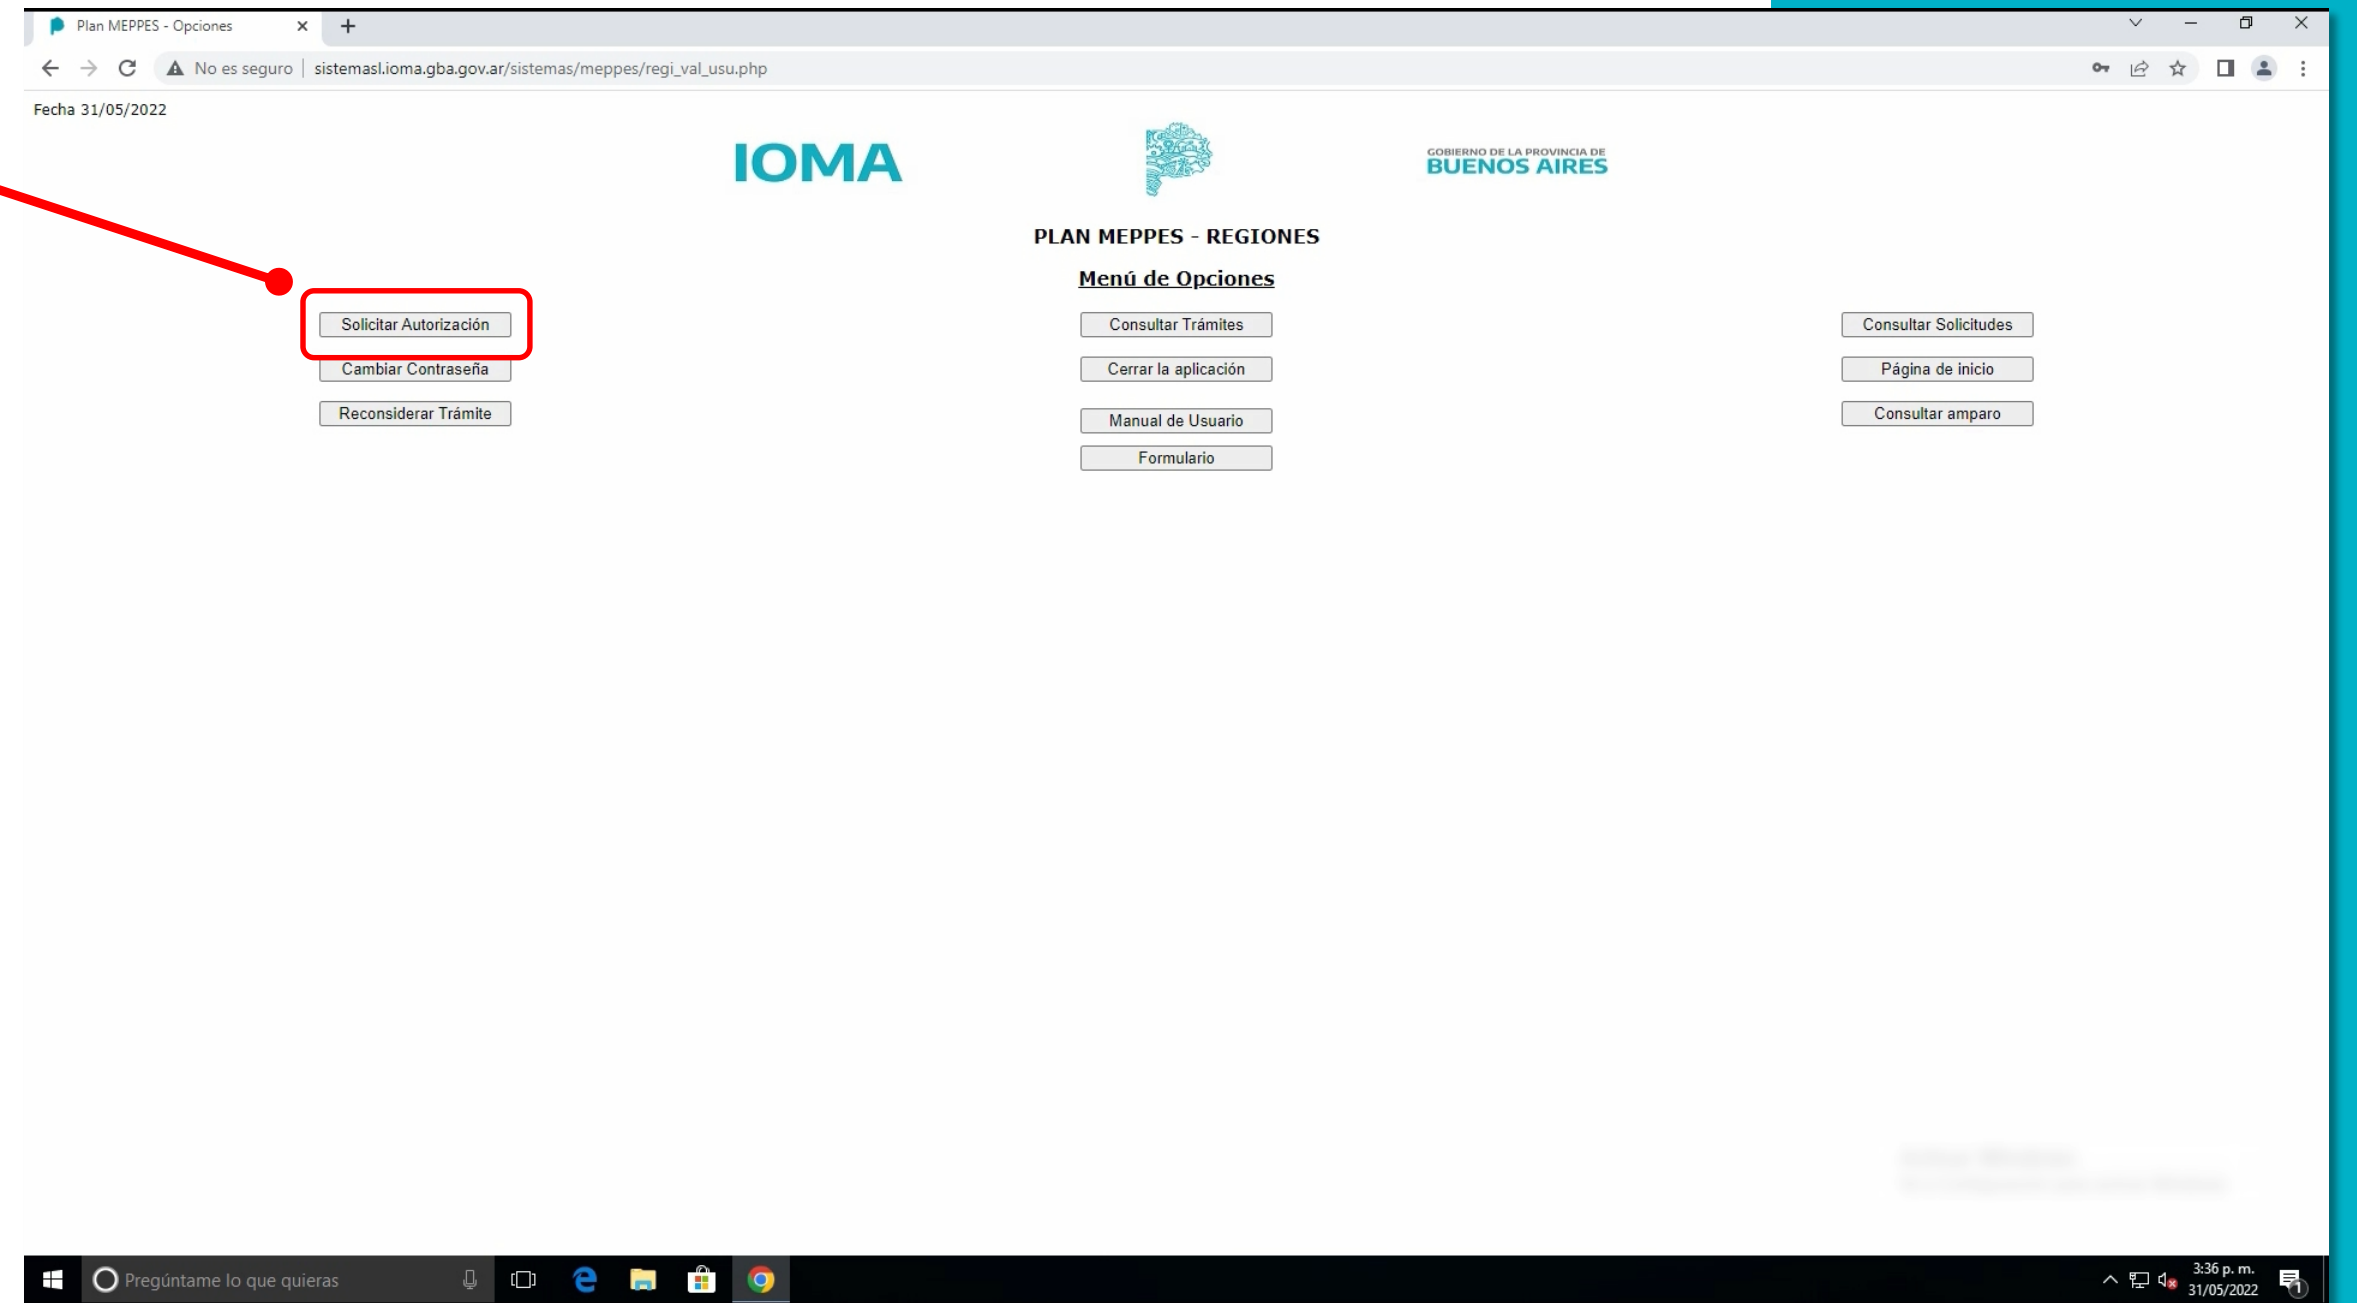 Plan MEPPES - Opciones
No es seguro | sistemasl.ioma.gba.gov.ar/sistemas/meppes/regi_val_usu.php
Fecha 31/05/2022
IOMA
GOBIERNO DE LA PROVINCIA DE
BUENOS AIRES
PLAN MEPPES - REGIONES
Menú de Opciones
Solicitar Autorización
Consultar Trámites
Consultar Solicitudes
Cambiar Contraseña
Cerrar la aplicación
Página de inicio
Reconsiderar Trámite
Manual de Usuario
Consultar amparo
Formulario
Pregúntame lo que quieras
3:36 p. m.
31/05/2022
1